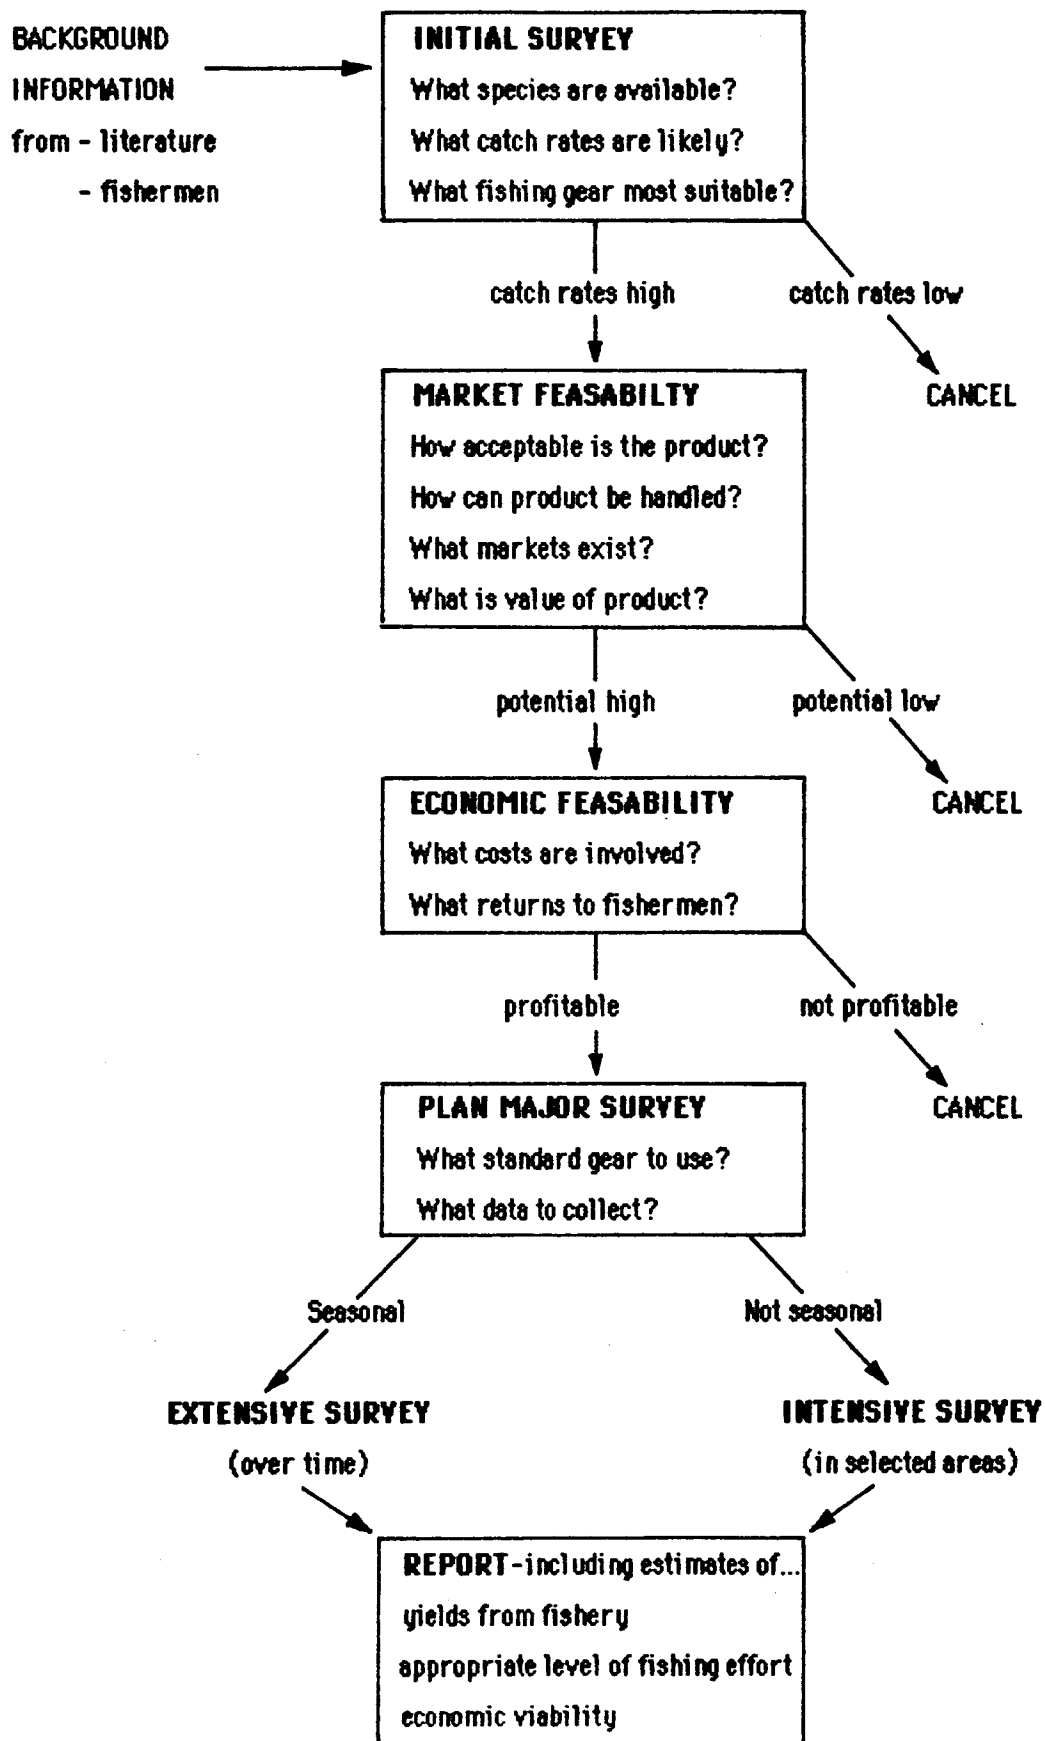 BACKGROUND
INFORMATION
from - literature
- fishermen
INITIAL SURVEY
What species are available?
What catch rates are likely?
What fishing gear most suitable?
catch rates high
catch rates low
CANCEL
MARKET FEASABILTY
How acceptable is the product?
How can product be handled?
What markets exist?
What is value of product?
potential high
potential low
CANCEL
ECONOMIC FEASABILITY
What costs are involved?
What returns to fishermen?
profitable
not profitable
CANCEL
PLAN MAJOR SURVEY
What standard gear to use?
What data to collect?
Seasonal
Not seasonal
EXTENSIVE SURVEY
(over time)
INTENSIVE SURVEY
(in selected areas)
REPORT-including estimates of...
yields from fishery
appropriate level of fishing effort
economic viability